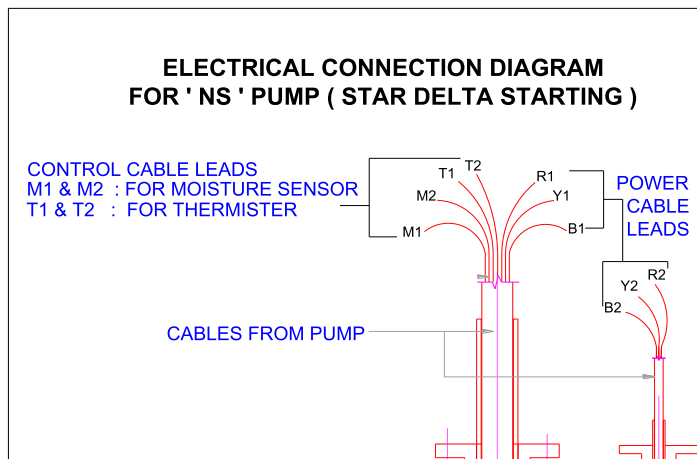 ELECTRICAL CONNECTION DIAGRAM
FOR ' NS ' PUMP ( STAR DELTA STARTING )
CONTROL CABLE LEADS
M1 & M2 : FOR MOISTURE SENSOR
T1 & T2 : FOR THERMISTER
T2
T1
M2
M1
R1
Y1
B1
POWER
CABLE
LEADS
R2
Y2
B2
CABLES FROM PUMP